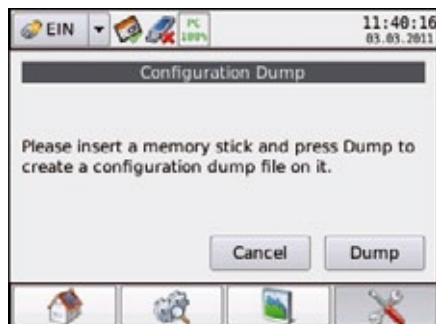 EIN
PC
100%
11:40:16
03.03.2011
Configuration Dump
Please insert a memory stick and press Dump to
create a configuration dump file on it.
Cancel
Dump